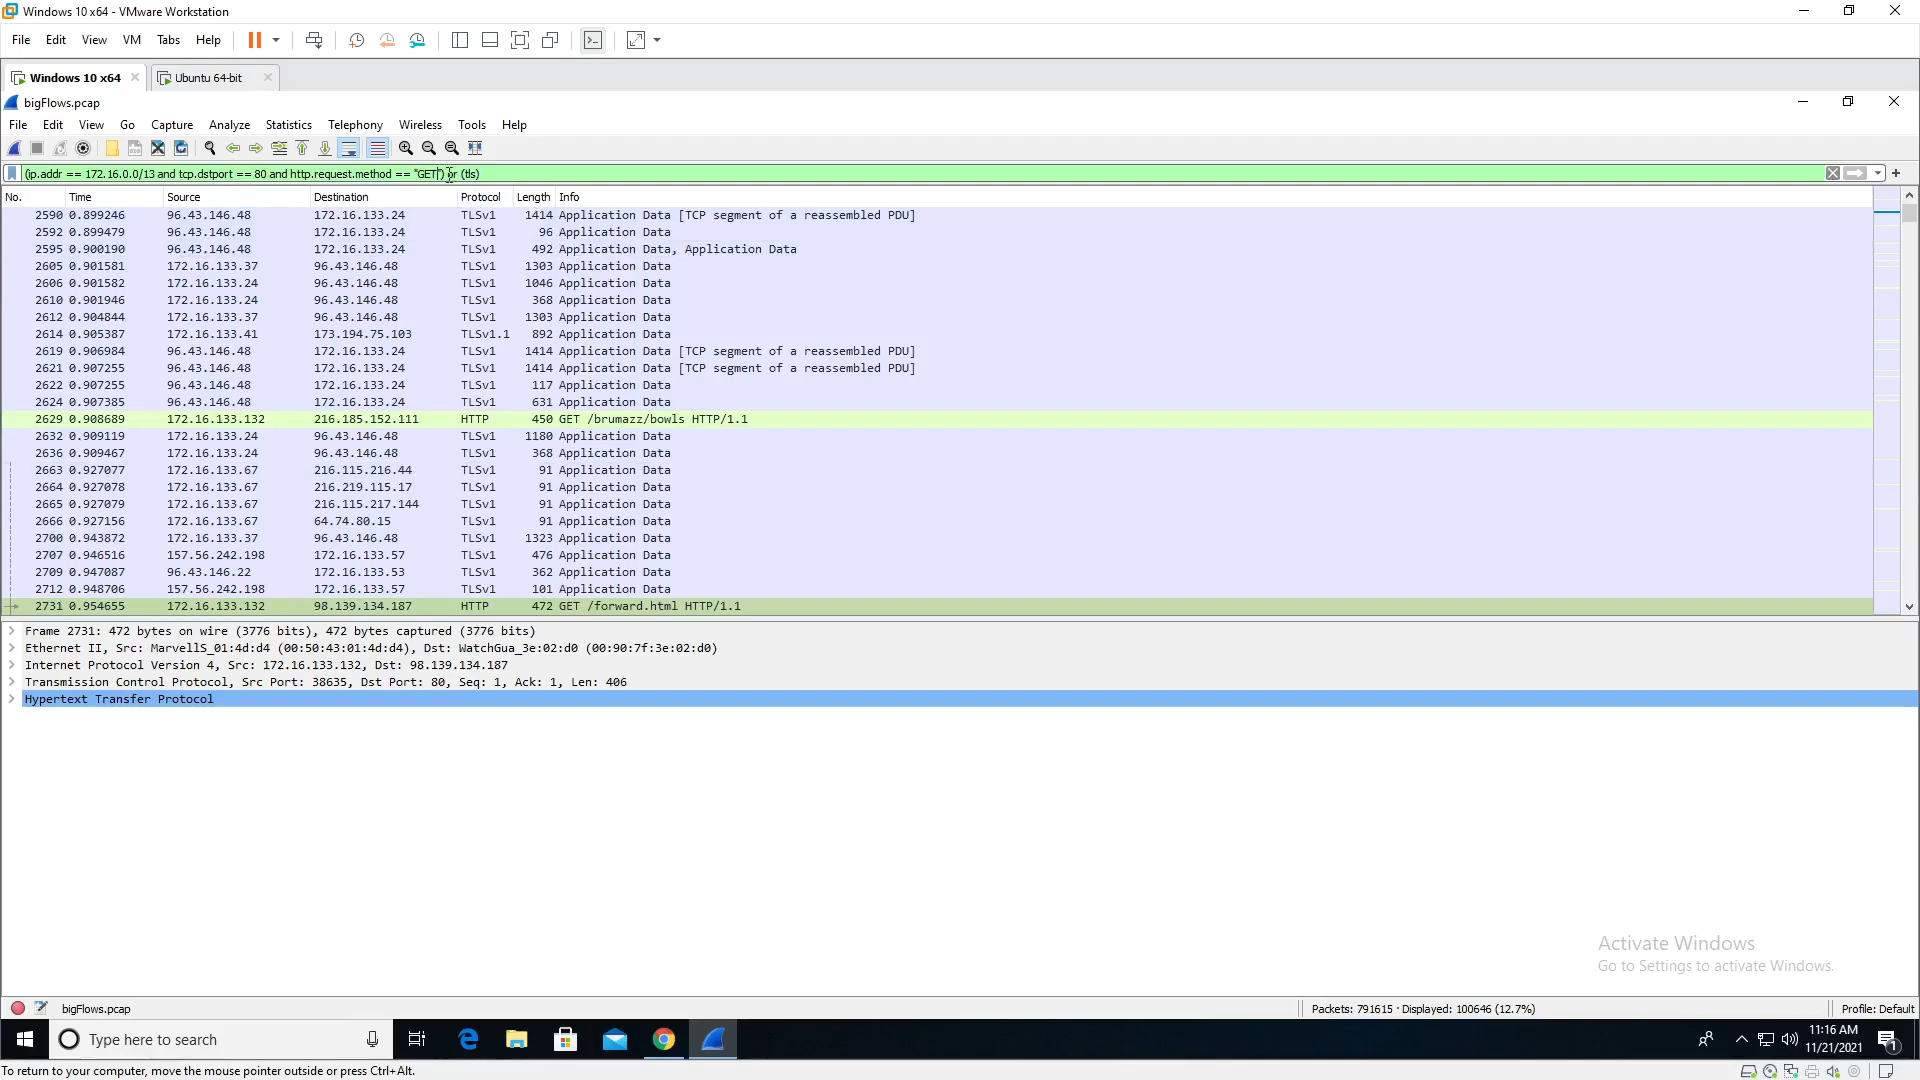 Windows 10 x64 - VMware Workstation
File Edit View VM Tabs Help
Windows 10 x64 Ubuntu 64-bit
bigFlows.pcap
File Edit View Go Capture Analyze Statistics Telephony Wireless Tools Help
(ip.addr == 172.16.0.0/13 and tcp.dstport == 80 and http.request.method == "GET") or (tls)
No. Time Source Destination Protocol Length Info
2590 0.899246 96.43.146.48 172.16.133.24 TLSv1 1414 Application Data [TCP segment of a reassembled PDU]
2592 0.899479 96.43.146.48 172.16.133.24 TLSv1 96 Application Data
2595 0.900190 96.43.146.48 172.16.133.24 TLSv1 492 Application Data, Application Data
2605 0.901581 172.16.133.37 96.43.146.48 TLSv1 1303 Application Data
2606 0.901582 172.16.133.24 96.43.146.48 TLSv1 1046 Application Data
2610 0.901946 172.16.133.24 96.43.146.48 TLSv1 368 Application Data
2612 0.904844 172.16.133.37 96.43.146.48 TLSv1 1303 Application Data
2614 0.905387 172.16.133.41 173.194.75.103 TLSv1.1 892 Application Data
2619 0.906984 96.43.146.48 172.16.133.24 TLSv1 1414 Application Data [TCP segment of a reassembled PDU]
2621 0.907255 96.43.146.48 172.16.133.24 TLSv1 1414 Application Data [TCP segment of a reassembled PDU]
2622 0.907255 96.43.146.48 172.16.133.24 TLSv1 117 Application Data
2624 0.907385 96.43.146.48 172.16.133.24 TLSv1 631 Application Data
2629 0.908689 172.16.133.132 216.185.152.111 HTTP 450 GET /brumazz/bowls HTTP/1.1
2632 0.909119 172.16.133.24 96.43.146.48 TLSv1 1180 Application Data
2636 0.909467 172.16.133.24 96.43.146.48 TLSv1 368 Application Data
2663 0.927077 172.16.133.67 216.115.216.44 TLSv1 91 Application Data
2664 0.927078 172.16.133.67 216.219.115.17 TLSv1 91 Application Data
2665 0.927079 172.16.133.67 216.115.217.144 TLSv1 91 Application Data
2666 0.927156 172.16.133.67 64.74.80.15 TLSv1 91 Application Data
2700 0.943872 172.16.133.37 96.43.146.48 TLSv1 1323 Application Data
2707 0.946516 157.56.242.198 172.16.133.57 TLSv1 476 Application Data
2709 0.947087 96.43.146.22 172.16.133.53 TLSv1 362 Application Data
2712 0.948706 157.56.242.198 172.16.133.57 TLSv1 101 Application Data
2731 0.954655 172.16.133.132 98.139.134.187 HTTP 472 GET /forward.html HTTP/1.1
Frame 2731: 472 bytes on wire (3776 bits), 472 bytes captured (3776 bits)
Ethernet II, Src: MarvellS_01:4d:d4 (00:50:43:01:4d:d4), Dst: WatchGua_3e:02:d0 (00:90:7f:3e:02:d0)
Internet Protocol Version 4, Src: 172.16.133.132, Dst: 98.139.134.187
Transmission Control Protocol, Src Port: 38635, Dst Port: 80, Seq: 1, Ack: 1, Len: 406
Hypertext Transfer Protocol
Activate Windows
Go to Settings to activate Windows.
bigFlows.pcap Packets: 791615 · Displayed: 100646 (12.7%) Profile: Default
Type here to search
11:16 AM
11/21/2021
1
To return to your computer, move the mouse pointer outside or press Ctrl+Alt.